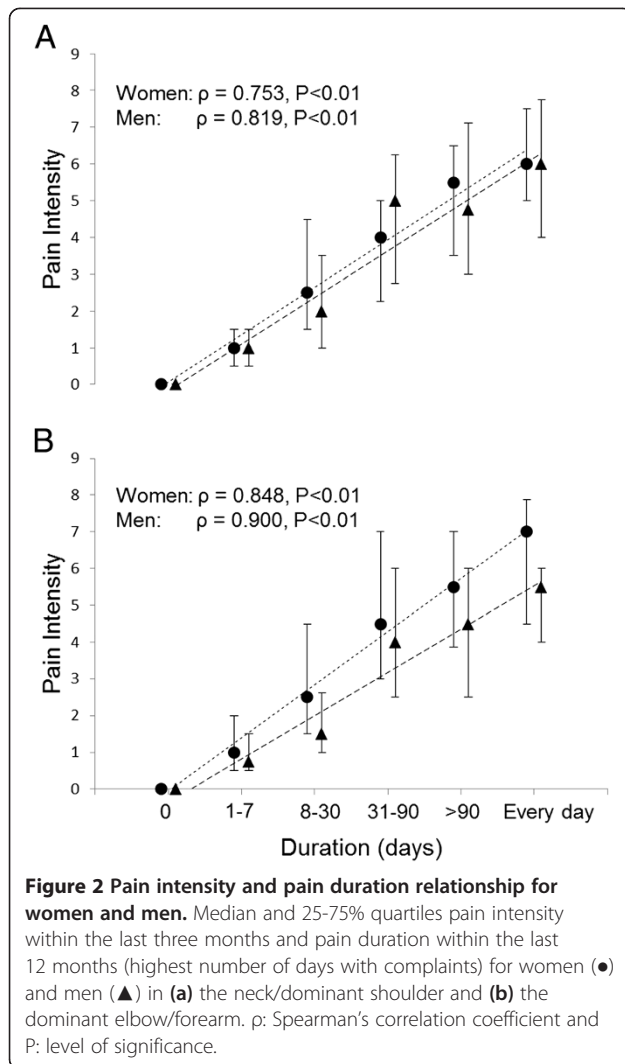 A
9
8
7
6
5
4
3
2
1
0
Pain Intensity
Women: ρ = 0.753, P<0.01
Men: ρ = 0.819, P<0.01
B
9
8
7
6
5
4
3
2
1
0
Pain Intensity
Women: ρ = 0.848, P<0.01
Men: ρ = 0.900, P<0.01
0 1-7 8-30 31-90 >90 Every day
Duration (days)
Figure 2 Pain intensity and pain duration relationship for
women and men. Median and 25-75% quartiles pain intensity
within the last three months and pain duration within the last
12 months (highest number of days with complaints) for women (●)
and men (▲) in (a) the neck/dominant shoulder and (b) the
dominant elbow/forearm. ρ: Spearman's correlation coefficient and
P: level of significance.